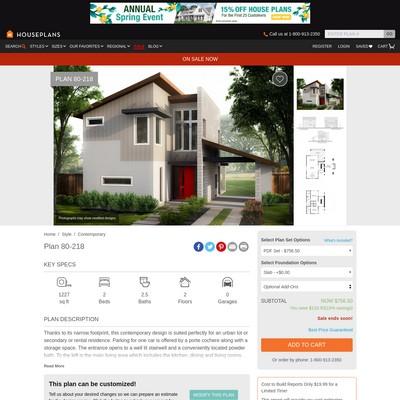 ANNUAL
Spring Event
15% OFF HOUSE PLANS
For the First 25 Customers
HOUSEPLANS
Call us at 1-800-913-2350
ENTER PLAN #
GO
SEARCH STYLES SIZES OUR FAVORITES REGIONAL SALE BLOG
REGISTER LOGIN SAVED CART
ON SALE NOW
PLAN 80-218
Photographs may show modified designs
Home / Style / Contemporary
Plan 80-218
KEY SPECS
1227 sq ft
2 Beds
2.5 Baths
2 Floors
0 Garages
PLAN DESCRIPTION
Thanks to its narrow footprint, this contemporary design is suited perfectly for an urban lot or
secondary or rental residence. Parking for one car is offered by a porte cochere along with a
storage space. The entrance opens to a well lit stairwell and a conveniently located powder
bath. To the left is the main living area which includes the kitchen, dining and living rooms
Read More
This plan can be customized!
Tell us about your desired changes so we can prepare an estimate
MODIFY THIS PLAN
Select Plan Set Options
What's included?
PDF Set - $756.50
Select Foundation Options
Slab - +$0.00
Optional Add-Ons
SUBTOTAL
NOW $756.50
Sale ends soon!
Best Price Guaranteed
ADD TO CART
Or order by phone: 1-800-913-2350
Cost to Build Reports Only $19.99 for a
Limited Time!